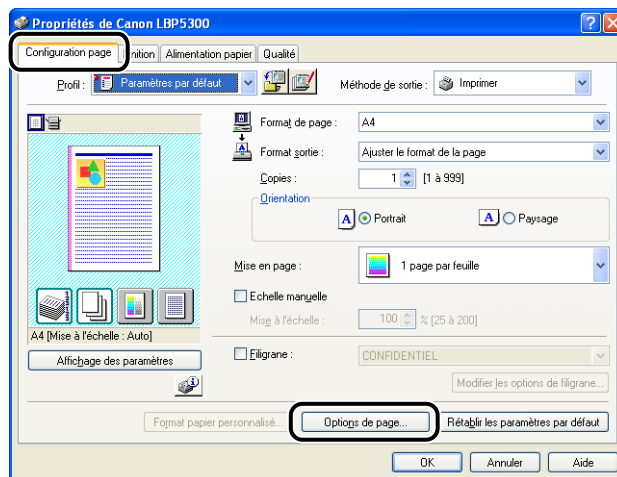 Propriétés de Canon LBP5300
Configuration page nition Alimentation papier Qualité
Profil : Paramètres par défaut Méthode de sortie : Imprimer
Format de page : A4
Format sortie : Ajuster le format de la page
Copies : 1 [1 à 999]
Orientation
A Portrait A Paysage
Mise en page : 1 page par feuille
Echelle manuelle
Mise à l'échelle : 100 % [25 à 200]
A4 [Mise à l'échelle : Auto]
Affichage des paramètres
Filigrane : CONFIDENTIEL
Modifier les options de filigrane...
Format papier personnalisé... Options de page... Rétablir les paramètres par défaut
OK Annuler Aide